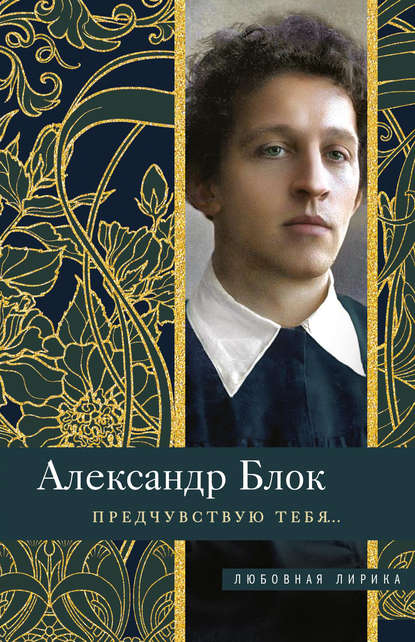 Александр Блок
ПРЕДЧУВСТВУЮ ТЕБЯ..
ЛЮБОВНАЯ ЛИРИКА